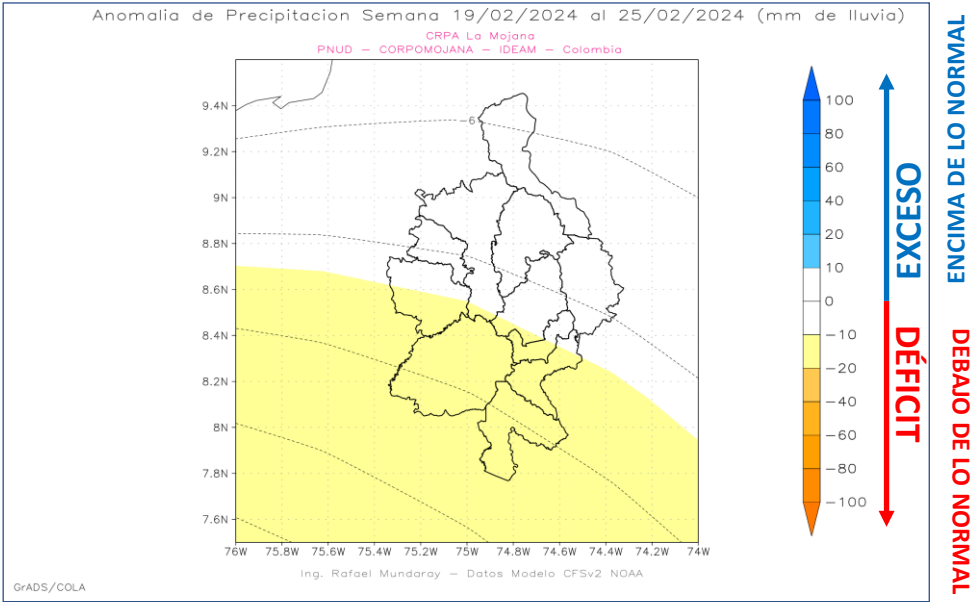 Anomalia de Precipitacion Semana 19/02/2024 al 25/02/2024 (mm de lluvia)
CRPA La Mojana
PNUD – CORPOMOJANA – IDEAM – Colombia
9.4N
9.2N
9N
8.8N
8.6N
8.4N
8.2N
8N
7.8N
7.6N
-6
76W 75.8W 75.6W 75.4W 75.2W 75W 74.8W 74.6W 74.4W 74.2W 74W
100
80
60
40
20
10
0
-10
-20
-40
-60
-80
-100
EXCESO
DÉFICIT
ENCIMA DE LO NORMAL
DEBAJO DE LO NORMAL
Ing. Rafael Mundaray – Datos Modelo CFSv2 NOAA
GrADS/COLA